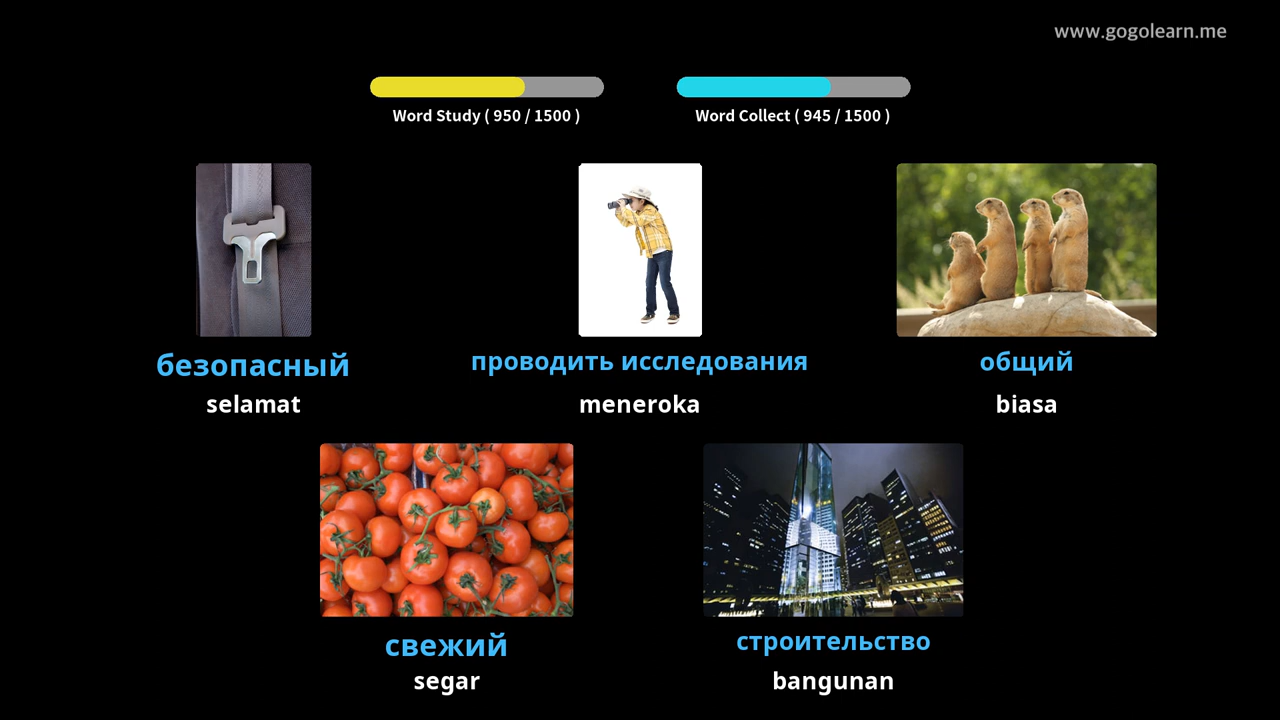 www.gogolearn.me
Word Study ( 950 / 1500 )
Word Collect ( 945 / 1500 )
безопасный
selamat
проводить исследования
meneroka
общий
biasa
свежий
segar
строительство
bangunan